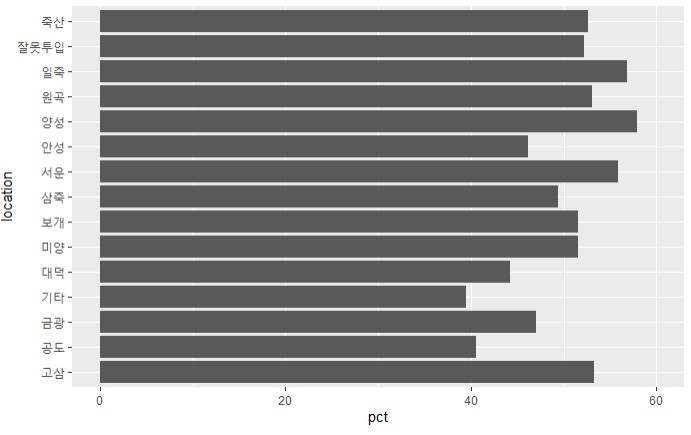 죽산
잘못투입
일죽
원곡
양성
안성
서운
삼죽
보개
미양
대덕
기타
금광
공도
고삼
location
0 20 40 60
pct